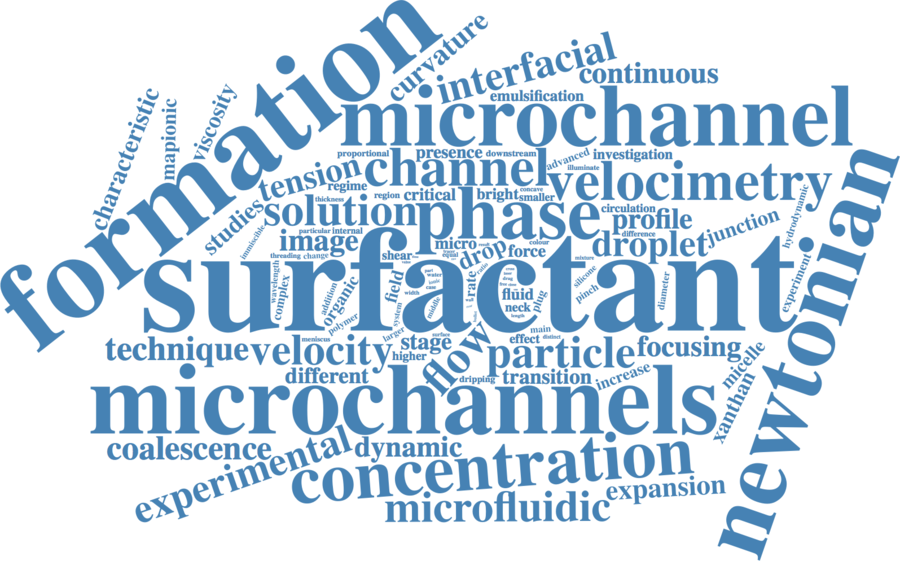 formation
curvature
interfacial
continuous
emulsification
microchannel
characteristic
mapionic
viscosity
proportional
presence
downstream
advanced
investigation
illuminate
tension
channel
velocimetry
regime
region
critical
bright
concave
smaller
thickness
studies
solution
phase
circulation
profile
hydrodynamic
immiscible
particular
internal
image
micro
drop
force
colour
droplet
difference
junction
newtonian
threading
change
shear
equal
surfactant
mixture
wavelength
complex
addition
organic
polymer
field
system
width
water
middle
rate
ratio
fluid
neck
length
plug
silicone
pinch
diameter
experiment
meniscus
larger
surface
stage
higher
flow
effect
main
distinct
technique
velocity
particle
focusing
different
dripping
transition
increase
micelle
xanthan
microchannels
coalescence
dynamic
experimental
concentration
expansion
microfluidic